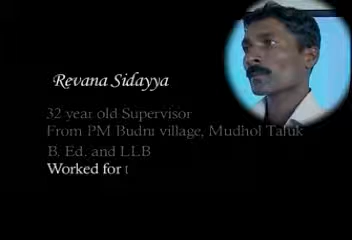 Revana Sidayya
32 year old Supervisor
From PM Budni village, Mudhol Taluk
B. Ed. and LLB
Worked for